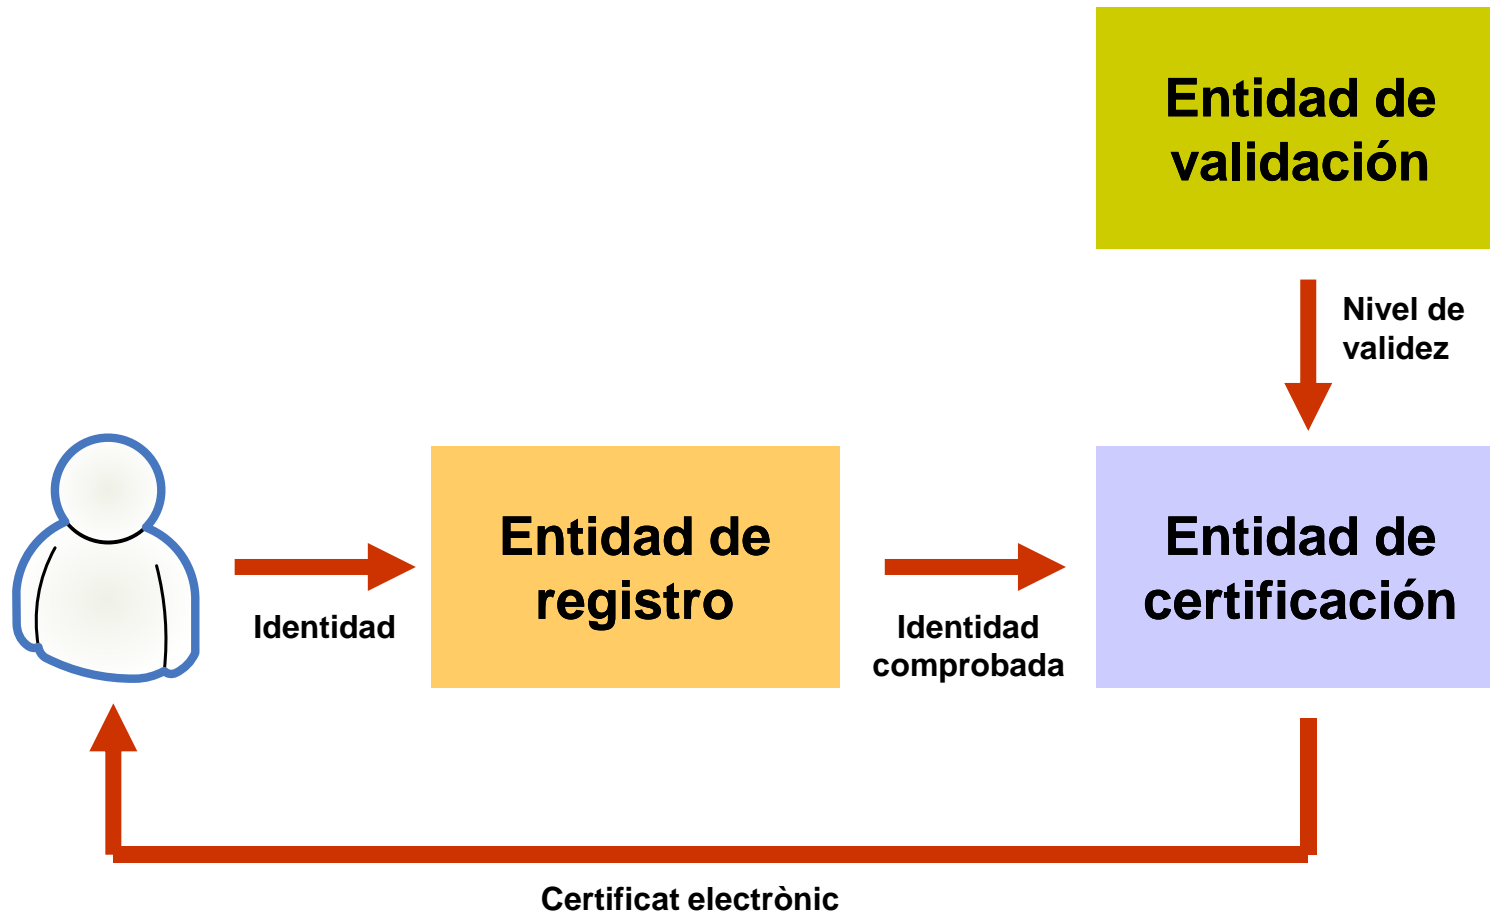 Entidad de
validación
Nivel de
validez
Entidad de
registro
Entidad de
certificación
Identidad
Identidad
comprobada
Certificat electrònic